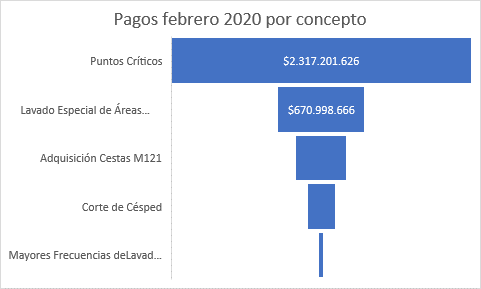 Pagos febrero 2020 por concepto
Puntos Críticos
$2.317.201.626
Lavado Especial de Áreas...
$670.998.666
Adquisición Cestas M121
Corte de Césped
Mayores Frecuencias deLavad...